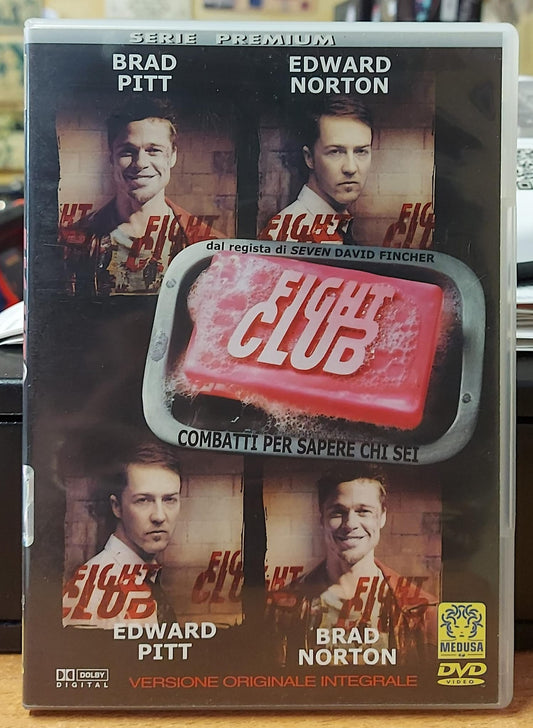 SERIE PREMIUM
BRAD
PITT
EDWARD
NORTON
FIGHT
CLUB
FIGHT
CLUB
dal regista di SEVEN DAVID FINCHER
FIGHT
CLUB
COMBATTI PER SAPERE CHI SEI
FIGHT
CLUB
FIGHT
CLUB
EDWARD
PITT
BRAD
NORTON
MEDUSA
DVD
VIDEO
DOLBY
DIGITAL
VERSIONE ORIGINALE INTEGRALE